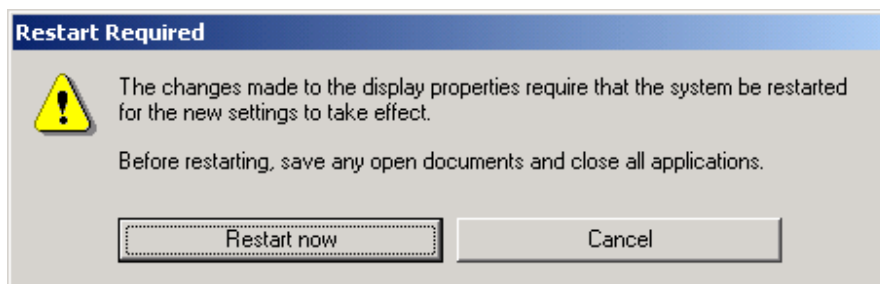 Restart Required
The changes made to the display properties require that the system be restarted
for the new settings to take effect.
Before restarting, save any open documents and close all applications.
Restart now
Cancel